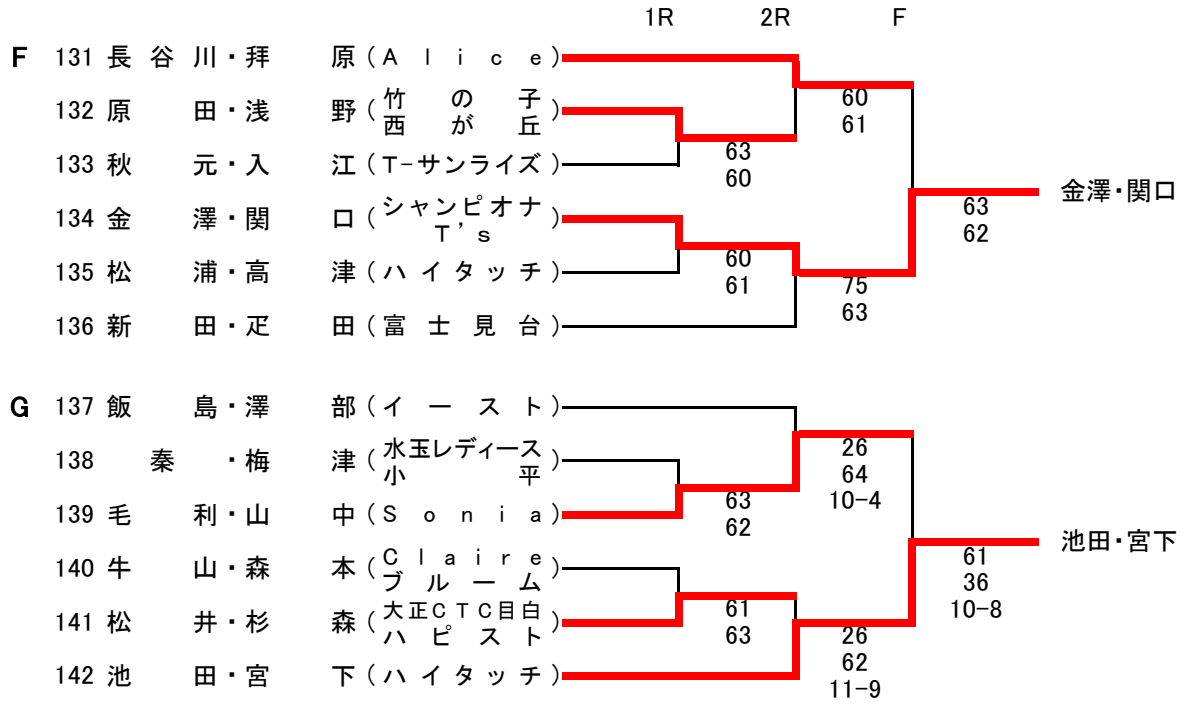 1R 2R F
F 131 長谷川・拝原(Alice)
132 原田・浅野(竹の子
西が丘)
60
61
63
60
133 秋元・入江(T-サンライズ)
金澤・関口
63
62
134 金澤・関口(シャンピオナ
T's)
60
61
135 松浦・高津(ハイタッチ)
75
63
136 新田・疋田(富士見台)
G 137 飯島・澤部(イースト)
138 秦・梅津(水玉レディース
小平)
26
64
10-4
63
62
139 毛利・山中(Sonia)
池田・宮下
61
36
10-8
140 牛山・森本(Claire
ブルーム)
141 松井・杉森(大正CTC目白
ハピスト)
61
63
26
62
11-9
142 池田・宮下(ハイタッチ)